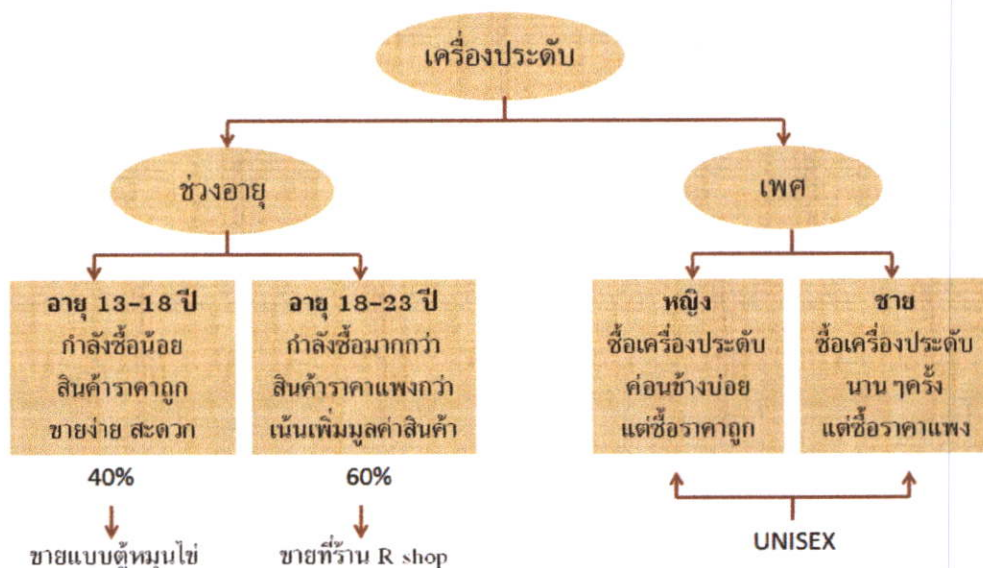 เครื่องประดับ
ช่วงอายุ
เพศ
อายุ 13-18 ปี
กำลังซื้อน้อย
สินค้าราคาถูก
ขายง่าย สะดวก
อายุ 18-23 ปี
กำลังซื้อมากกว่า
สินค้าราคาแพงกว่า
เน้นเพิ่มมูลค่าสินค้า
หญิง
ซื้อเครื่องประดับ
ค่อนข้างบ่อย
แต่ซื้อราคาถูก
ชาย
ซื้อเครื่องประดับ
นาน ๆครั้ง
แต่ซื้อราคาแพง
40%
60%
ขายแบบตู้หมุนไข่
ขายที่ร้าน R shop
UNISEX